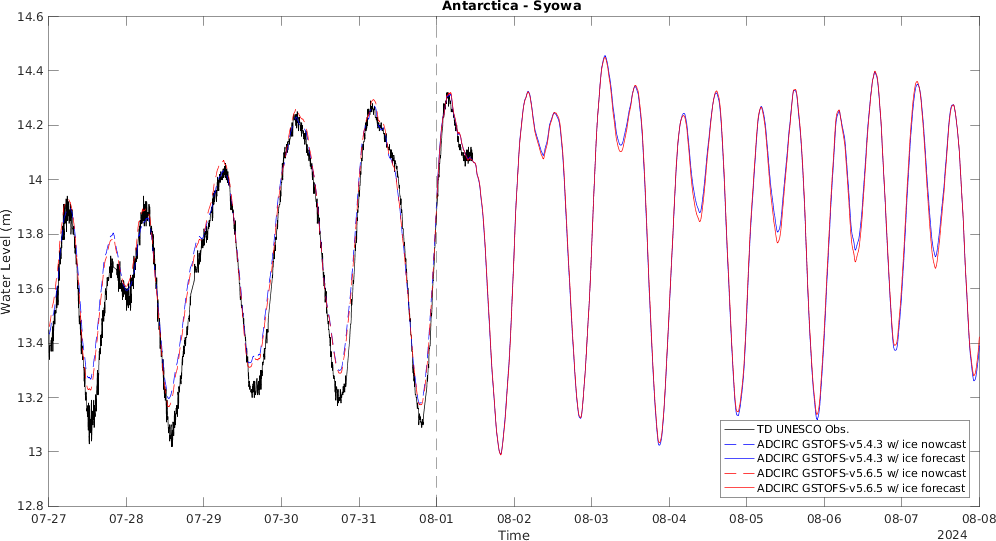 Antarctica - Syowa
Water Level (m)
14.6
14.4
14.2
14
13.8
13.6
13.4
13.2
13
12.8
07-27 07-28 07-29 07-30 07-31 08-01 08-02 08-03 08-04 08-05 08-06 08-07 08-08
Time
2024
TD UNESCO Obs.
ADCIRC GSTOFS-v5.4.3 w/ ice nowcast
ADCIRC GSTOFS-v5.4.3 w/ ice forecast
ADCIRC GSTOFS-v5.6.5 w/ ice nowcast
ADCIRC GSTOFS-v5.6.5 w/ ice forecast